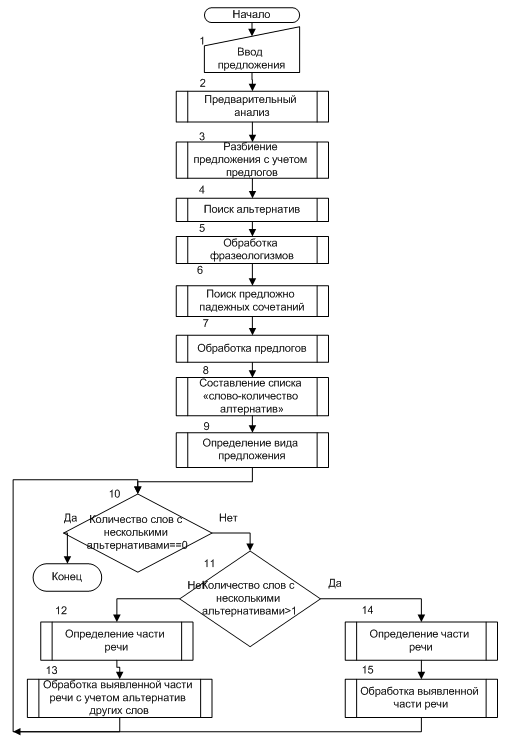 Начало
1
Ввод
предложения
2
Предварительный
анализ
3
Разбиение
предложения с учетом
предлогов
4
Поиск альтернатив
5
Обработка
фразеологизмов
6
Поиск предложно
падежных сочетаний
7
Обработка предлогов
8
Составление списка
«слово-количество
алтернатив»
9
Определение вида
предложения
10
Да
Количество слов с
несколькими
альтернативами==0
Нет
Конец
11
Нет
Количество слов с
несколькими
альтернативами>1
Да
12
Определение части
речи
14
Определение части
речи
13
Обработка выявленной части
речи с учетом альтернатив
других слов
15
Обработка выявленной
части речи